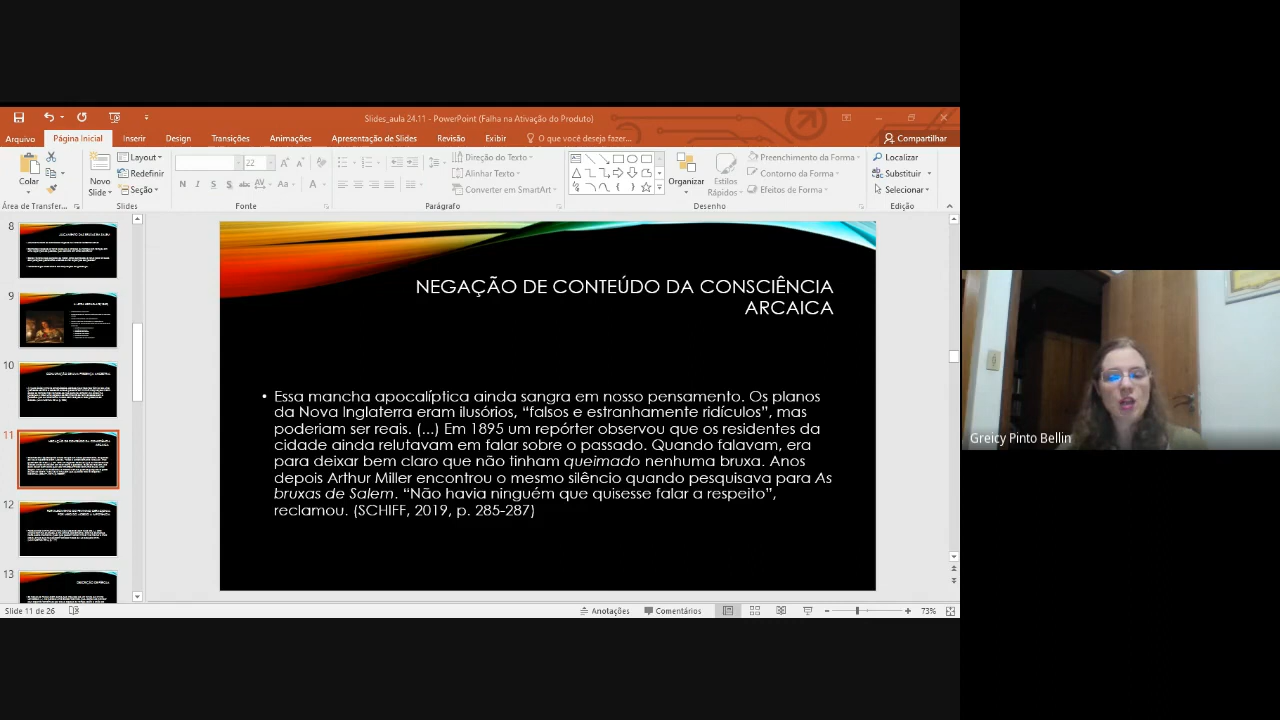 Slides_aula 24.11 - PowerPoint (Falha na Ativação do Produto)
Arquivo
Página Inicial
Inserir
Design
Transições
Animações
Apresentação de Slides
Revisão
Exibir
O que você deseja fazer...
Compartilhar
Colar
Novo
Slide
Layout
Redefinir
Seção
22
Direção do Texto
Alinhar Texto
Converter em SmartArt
Organizar
Estilos
Rápidos
Preenchimento da Forma
Contorno da Forma
Efeitos de Forma
Localizar
Substituir
Selecionar
Área de Transfer...
Slides
Fonte
Parágrafo
Desenho
Edição
8
9
10
11
12
13
NEGAÇÃO DE CONTEÚDO DA CONSCIÊNCIA
ARCAICA
• Essa mancha apocalíptica ainda sangra em nosso pensamento. Os planos
da Nova Inglaterra eram ilusórios, “falsos e estranhamente ridículos”, mas
poderiam ser reais. (...) Em 1895 um repórter observou que os residentes da
cidade ainda relutavam em falar sobre o passado. Quando falavam, era
para deixar bem claro que não tinham queimado nenhuma bruxa. Anos
depois Arthur Miller encontrou o mesmo silêncio quando pesquisava para As
bruxas de Salem. “Não havia ninguém que quisesse falar a respeito”,
reclamou. (SCHIFF, 2019, p. 285-287)
Greicy Pinto Bellin
Slide 11 de 26
Anotações
Comentários
73%